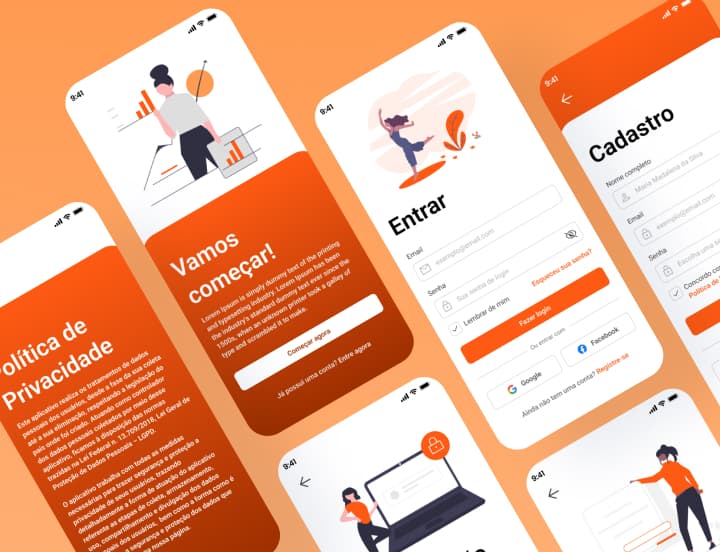 Política de
Privacidade
Este aplicativo realiza os tratamentos de dados
pessoais dos usuários, desde a fase da sua coleta
até a sua eliminação, respeitando a legislação do
país onde foi criado. Atuando como controlador
dos dados pessoais coletados por meio desse
aplicativo, ficamos à disposição das normas
trazidas na Lei Federal n. 13.709/2018, Lei Geral de
Proteção de Dados Pessoais – LGPD.
O aplicativo trabalha com todas as medidas
necessárias para trazer segurança e proteção a
privacidade de seus usuários, trazendo
detalhadamente a forma de atuação do aplicativo
referente as etapas de coleta, armazenamento,
uso, compartilhamento e divulgação dos dados
pessoais dos usuários, bem como a forma como é
a segurança e proteção dos dados que
na nossa página.
9:41
Vamos
começar!
Lorem Ipsum is simply dummy text of the printing
and typesetting industry. Lorem Ipsum has been
the industry's standard dummy text ever since the
1500s, when an unknown printer took a galley of
type and scrambled it to make.
Começar agora
Já possui uma conta? Entre agora
9:41
Entrar
Email
exemplo@email.com
Senha
Sua senha de login
Lembrar de mim
Esqueceu sua senha?
Fazer login
Ou entrar com
Google
Facebook
Ainda não tem uma conta? Registre-se
9:41
Cadastro
Nome completo
Maria Madalena da Silva
Email
exemplo@email.com
Senha
Escolha uma se
Concordo co
Política de
9:41
9:41